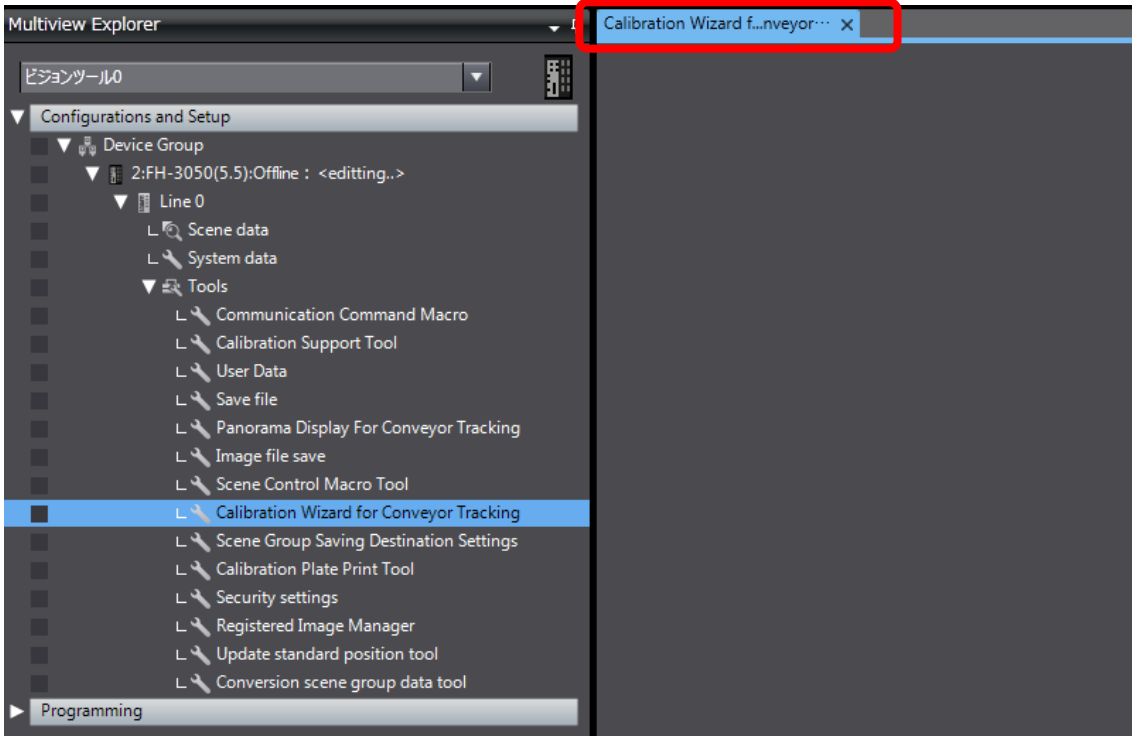 Multiview Explorer
Calibration Wizard f...nveyor...
ビジョンツール0
Configurations and Setup
Device Group
2:FH-3050(5.5):Offline : <editting..>
Line 0
Scene data
System data
Tools
Communication Command Macro
Calibration Support Tool
User Data
Save file
Panorama Display For Conveyor Tracking
Image file save
Scene Control Macro Tool
Calibration Wizard for Conveyor Tracking
Scene Group Saving Destination Settings
Calibration Plate Print Tool
Security settings
Registered Image Manager
Update standard position tool
Conversion scene group data tool
Programming